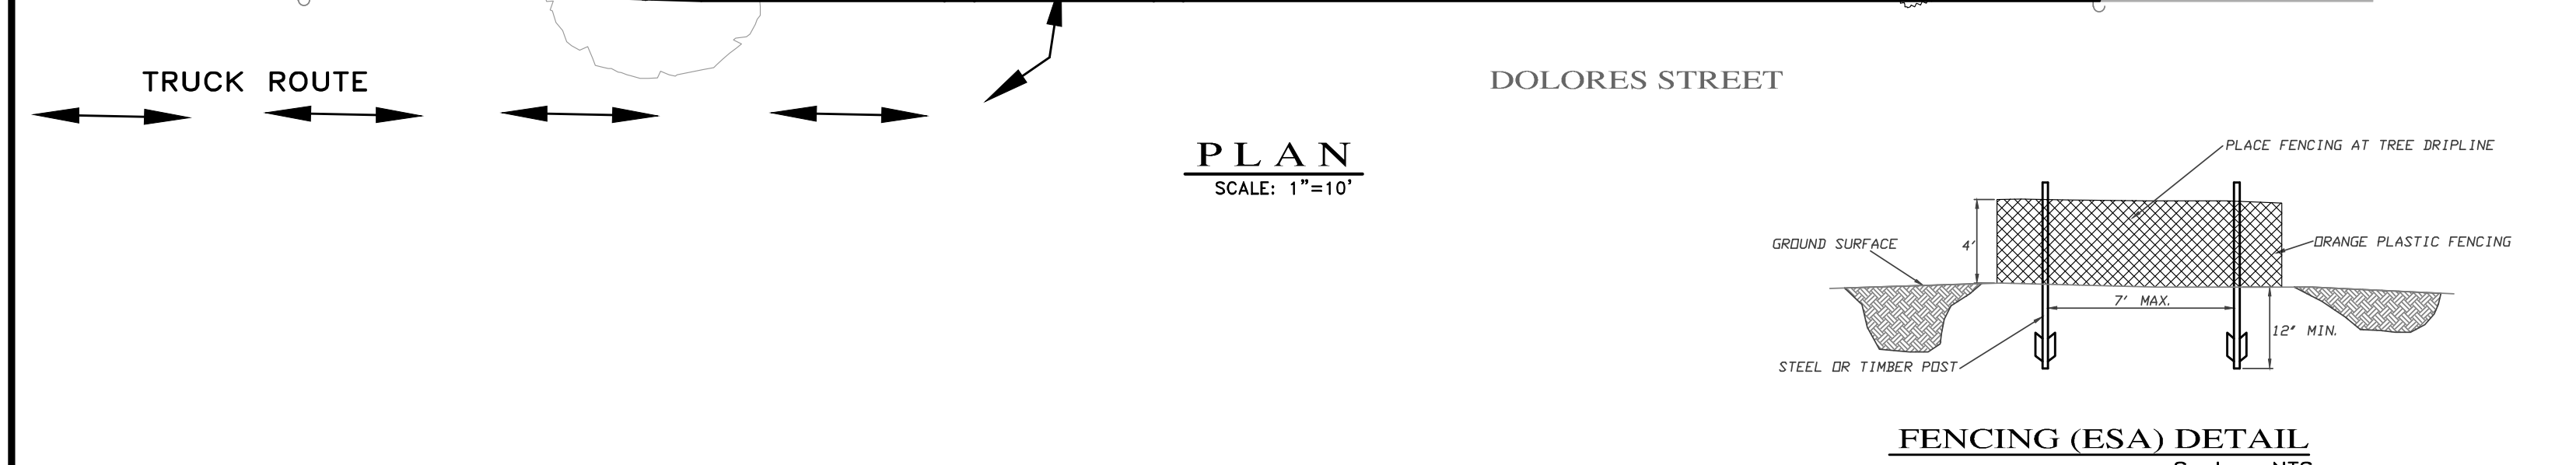 TRUCK ROUTE
DOLORES STREET
PLAN
SCALE: 1"=10'
PLACE FENCING AT TREE DRIPLINE
GROUND SURFACE
4'
ORANGE PLASTIC FENCING
7' MAX.
12" MIN.
STEEL OR TIMBER POST
FENCING (ESA) DETAIL